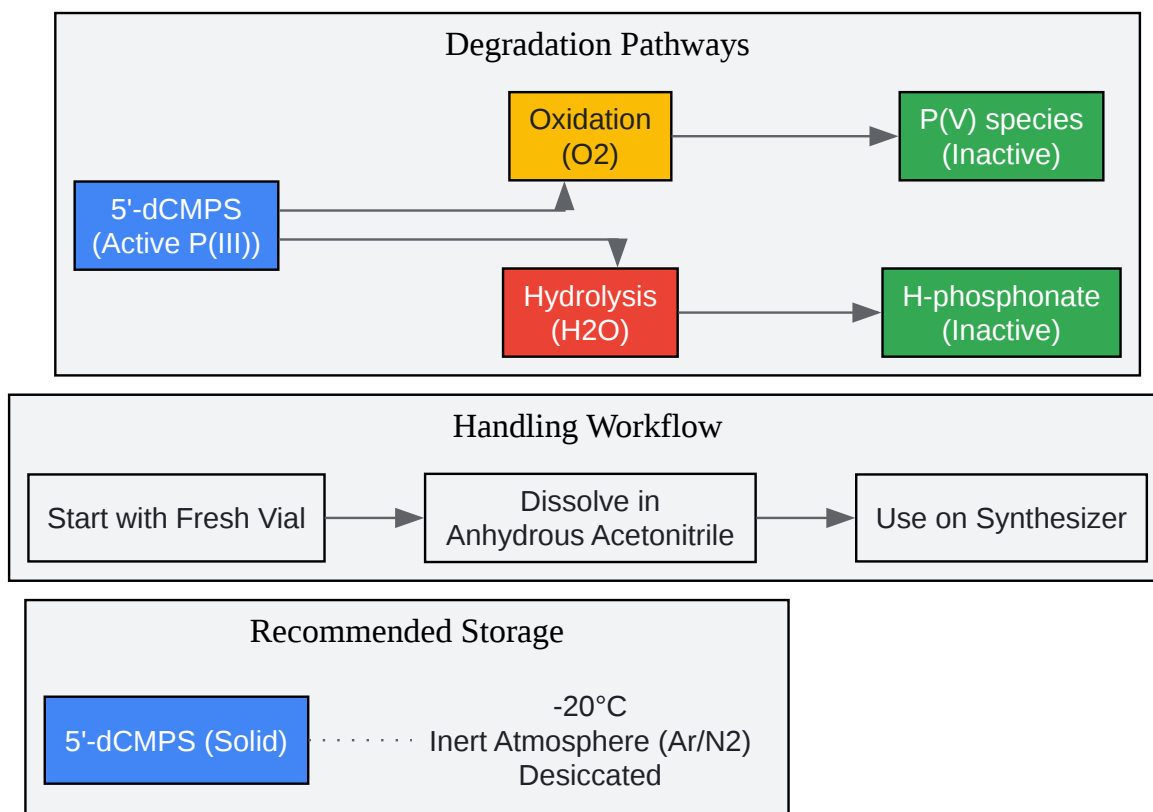 Degradation Pathways
Oxidation
(O2)
P(V) species
(Inactive)
5'-dCMPS
(Active P(III))
Hydrolysis
(H2O)
H-phosphonate
(Inactive)
Handling Workflow
Start with Fresh Vial
Dissolve in
Anhydrous Acetonitrile
Use on Synthesizer
Recommended Storage
5'-dCMPS (Solid)
-20°C
Inert Atmosphere (Ar/N2)
Desiccated